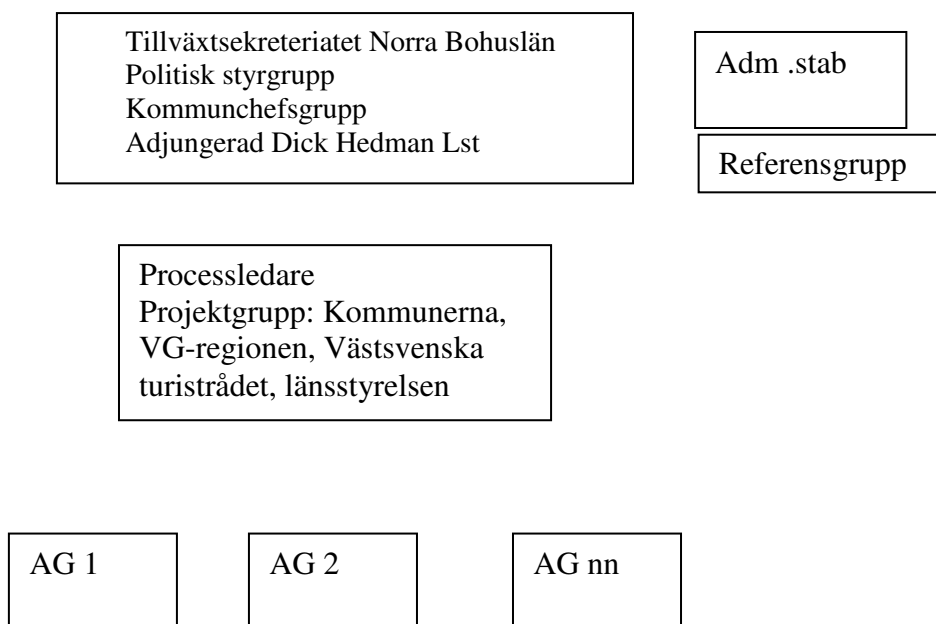 Tillväxtsekreteriatet Norra Bohuslän
Politisk styrgrupp
Kommunchefsgrupp
Adjungerad Dick Hedman Lst
Adm .stab
Referensgrupp
Processledare
Projektgrupp: Kommunerna,
VG-regionen, Västsvenska
turistrådet, länsstyrelsen
AG 1
AG 2
AG nn